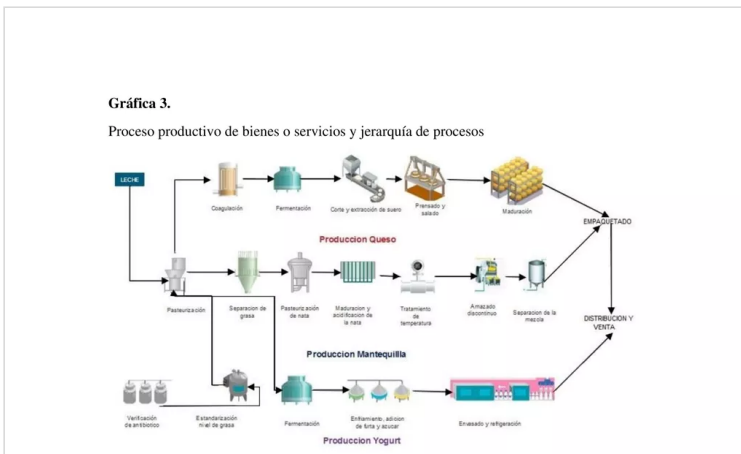 Gráfica 3.
Proceso productivo de bienes o servicios y jerarquía de procesos
LECHE
Coagulación
Fermentación
Corte y extracción de suero
Prensado y
salado
Maduración
EMPAQUETADO
Produccion Queso
Pasteurización
Separacion de
grasa
Pasteurización
de nata
Maduracion y
acidificacion de
la nata
Tratamiento
de
temperatura
Amazado
discontinuo
Separacion de la
mezcla
DISTRIBUCION Y
VENTA
Produccion Mantequillla
Verificación
de antibiotico
Estandarización
nivel de grasa
Fermentación
Enfriamiento, adicion
de furta y azucar
Envasado y refrigeración
Produccion Yogurt